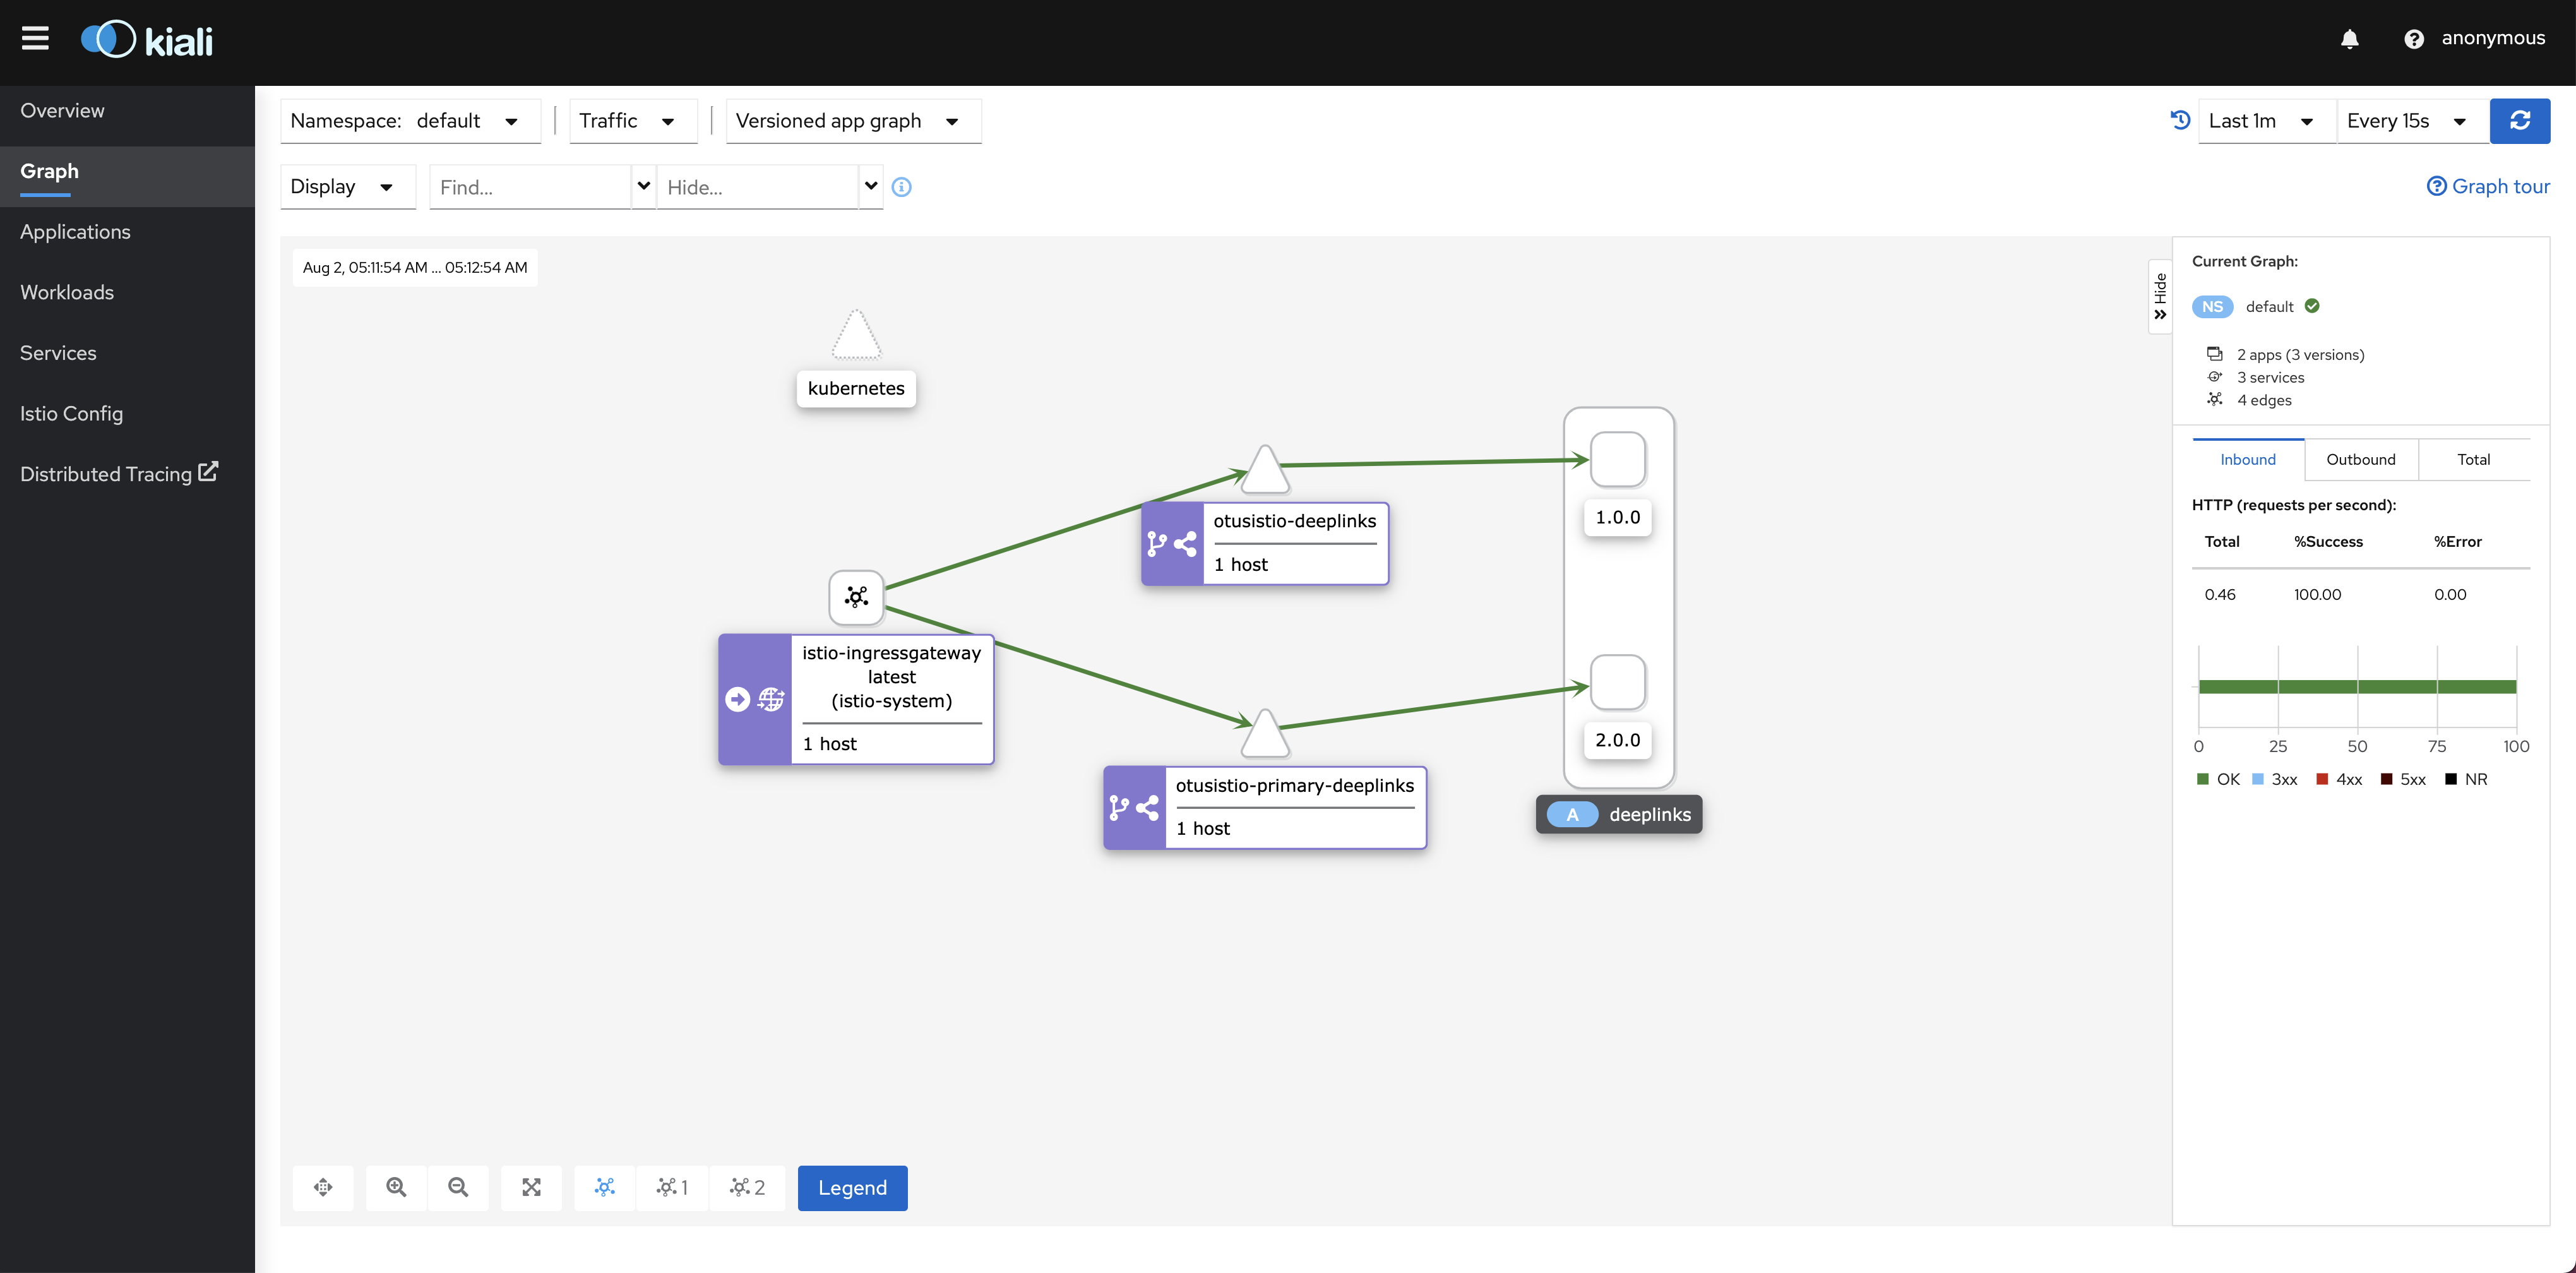 kiali
anonymous
Overview
Graph
Applications
Workloads
Services
Istio Config
Distributed Tracing
Namespace: default
Traffic
Versioned app graph
Last 1m
Every 15s
Display
Find...
Hide...
Graph tour
Aug 2, 05:11:54 AM ... 05:12:54 AM
kubernetes
otusistio-deeplinks
1 host
1.0.0
istio-ingressgateway
latest
(istio-system)
1 host
2.0.0
otusistio-primary-deeplinks
1 host
A deeplinks
Hide
Current Graph:
NS default
2 apps (3 versions)
3 services
4 edges
Inbound Outbound Total
HTTP (requests per second):
Total %Success %Error
0.46 100.00 0.00
0 25 50 75 100
OK 3xx 4xx 5xx NR
1
2
Legend